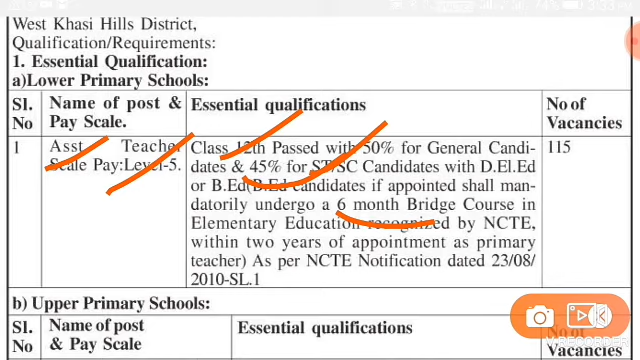 74%
West Khasi Hills District,
Qualification/Requirements:
1. Essential Qualification:
a)Lower Primary Schools:
Sl. No
Name of post & Pay Scale.
Essential qualifications
No of Vacancies
1
Asst Teacher
Scale Pay:Level-5.
Class 12th Passed with 50% for General Candi-
dates & 45% for ST/SC Candidates with D.El.Ed
or B.Ed(B.Ed candidates if appointed shall man-
datorily undergo a 6 month Bridge Course in
Elementary Education recognized by NCTE,
within two years of appointment as primary
teacher) As per NCTE Notification dated 23/08/
2010-SL.1
115
b) Upper Primary Schools:
Sl. No
Name of post & Pay Scale
Essential qualifications
No of Vacancies
RECORDER